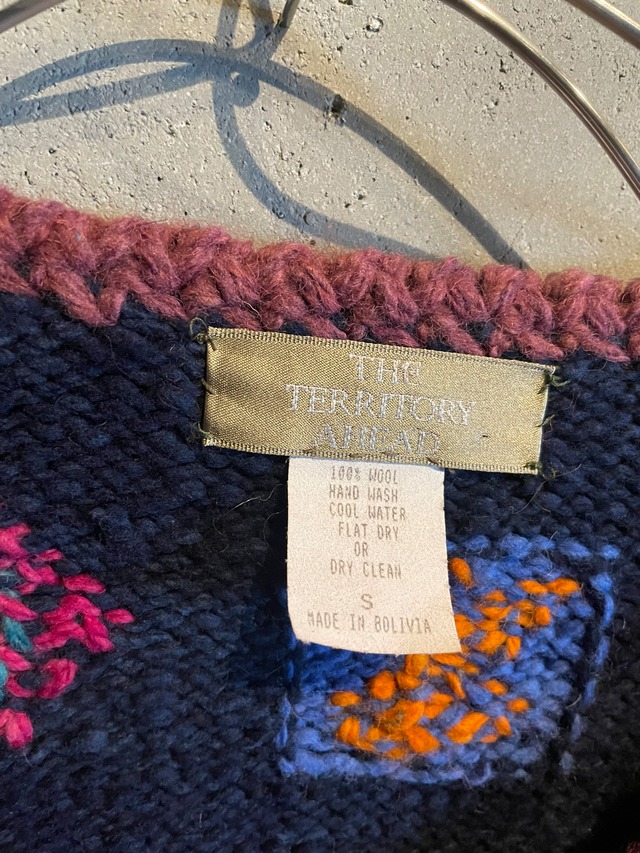 THE
TERRITORY
AHEAD
100% WOOL
HAND WASH
COOL WATER
FLAT DRY
OR
DRY CLEAN
S
MADE IN BOLIVIA